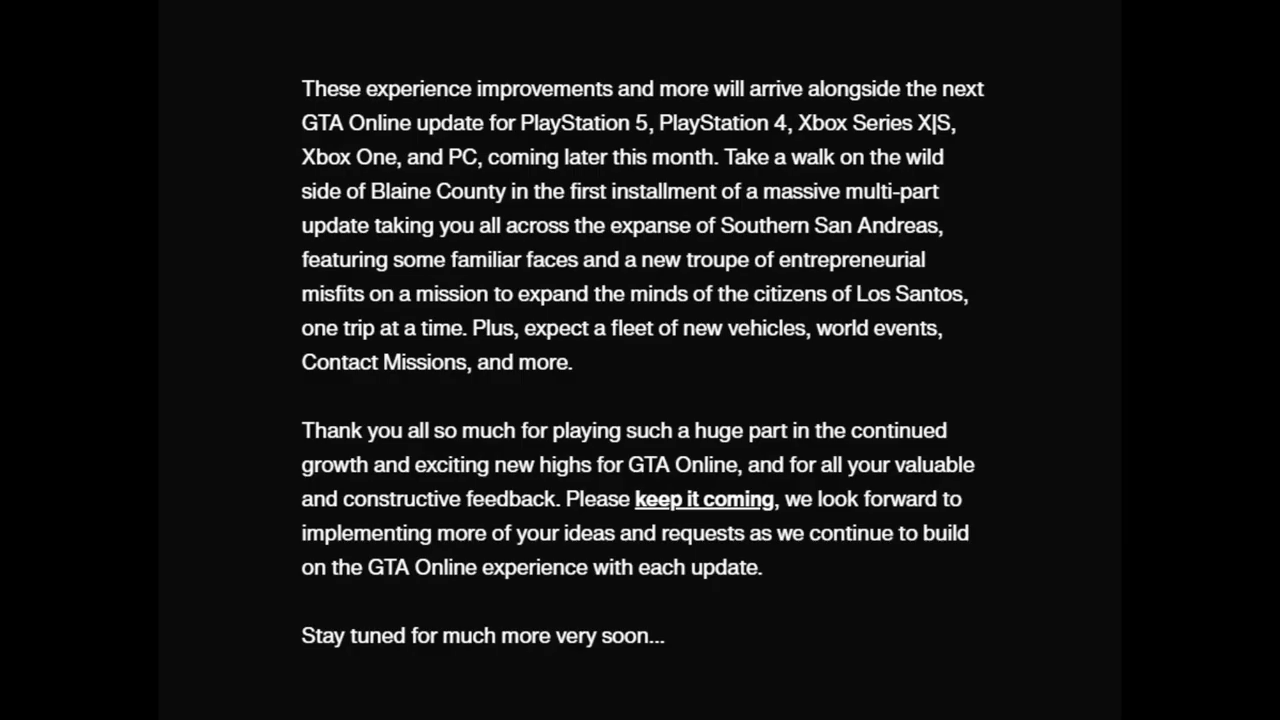 These experience improvements and more will arrive alongside the next
GTA Online update for PlayStation 5, PlayStation 4, Xbox Series X|S,
Xbox One, and PC, coming later this month. Take a walk on the wild
side of Blaine County in the first installment of a massive multi-part
update taking you all across the expanse of Southern San Andreas,
featuring some familiar faces and a new troupe of entrepreneurial
misfits on a mission to expand the minds of the citizens of Los Santos,
one trip at a time. Plus, expect a fleet of new vehicles, world events,
Contact Missions, and more.
Thank you all so much for playing such a huge part in the continued
growth and exciting new highs for GTA Online, and for all your valuable
and constructive feedback. Please keep it coming, we look forward to
implementing more of your ideas and requests as we continue to build
on the GTA Online experience with each update.
Stay tuned for much more very soon...